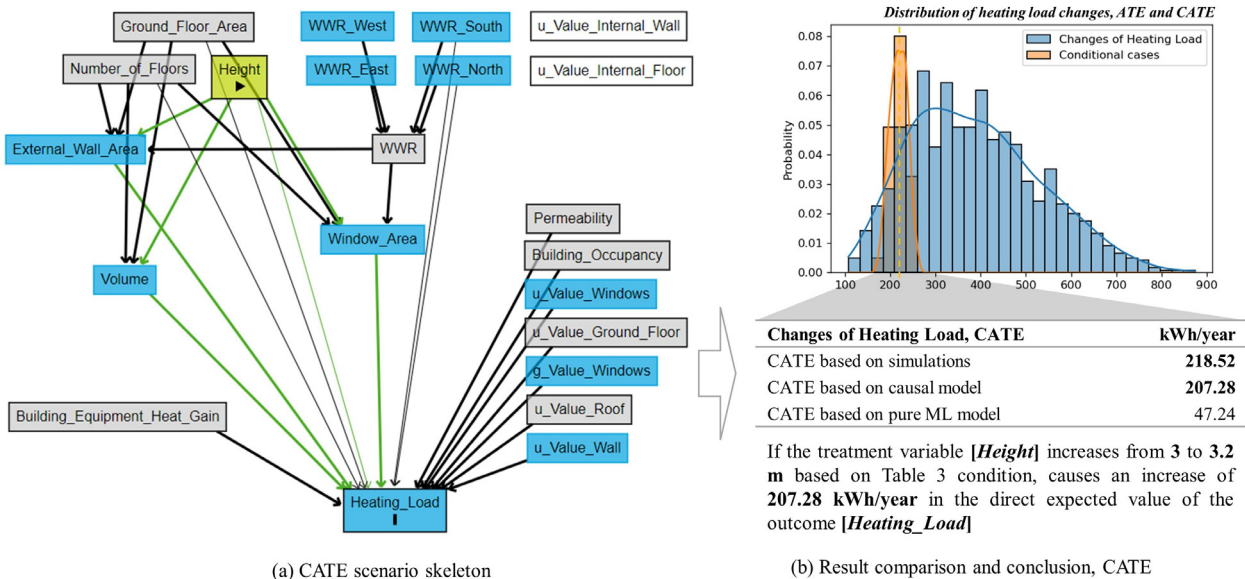 Ground_Floor_Area
WWR_West
WWR_South
u_Value_Internal_Wall
Number_of_Floors
Height
WWR_East
WWR_North
u_Value_Internal_Floor
External_Wall_Area
WWR
Permeability
Window_Area
Building_Occupancy
Volume
u_Value_Windows
u_Value_Ground_Floor
g_Value_Windows
Building_Equipment_Heat_Gain
u_Value_Roof
u_Value_Wall
Heating_Load
(a) CATE scenario skeleton
Distribution of heating load changes, ATE and CATE
Changes of Heating Load
Conditional cases
Probability
0.08
0.07
0.06
0.05
0.04
0.03
0.02
0.01
0.00
100 200 300 400 500 600 700 800 900
Changes of Heating Load, CATE kWh/year
CATE based on simulations 218.52
CATE based on causal model 207.28
CATE based on pure ML model 47.24
If the treatment variable [Height] increases from 3 to 3.2
m based on Table 3 condition, causes an increase of
207.28 kWh/year in the direct expected value of the
outcome [Heating_Load]
(b) Result comparison and conclusion, CATE